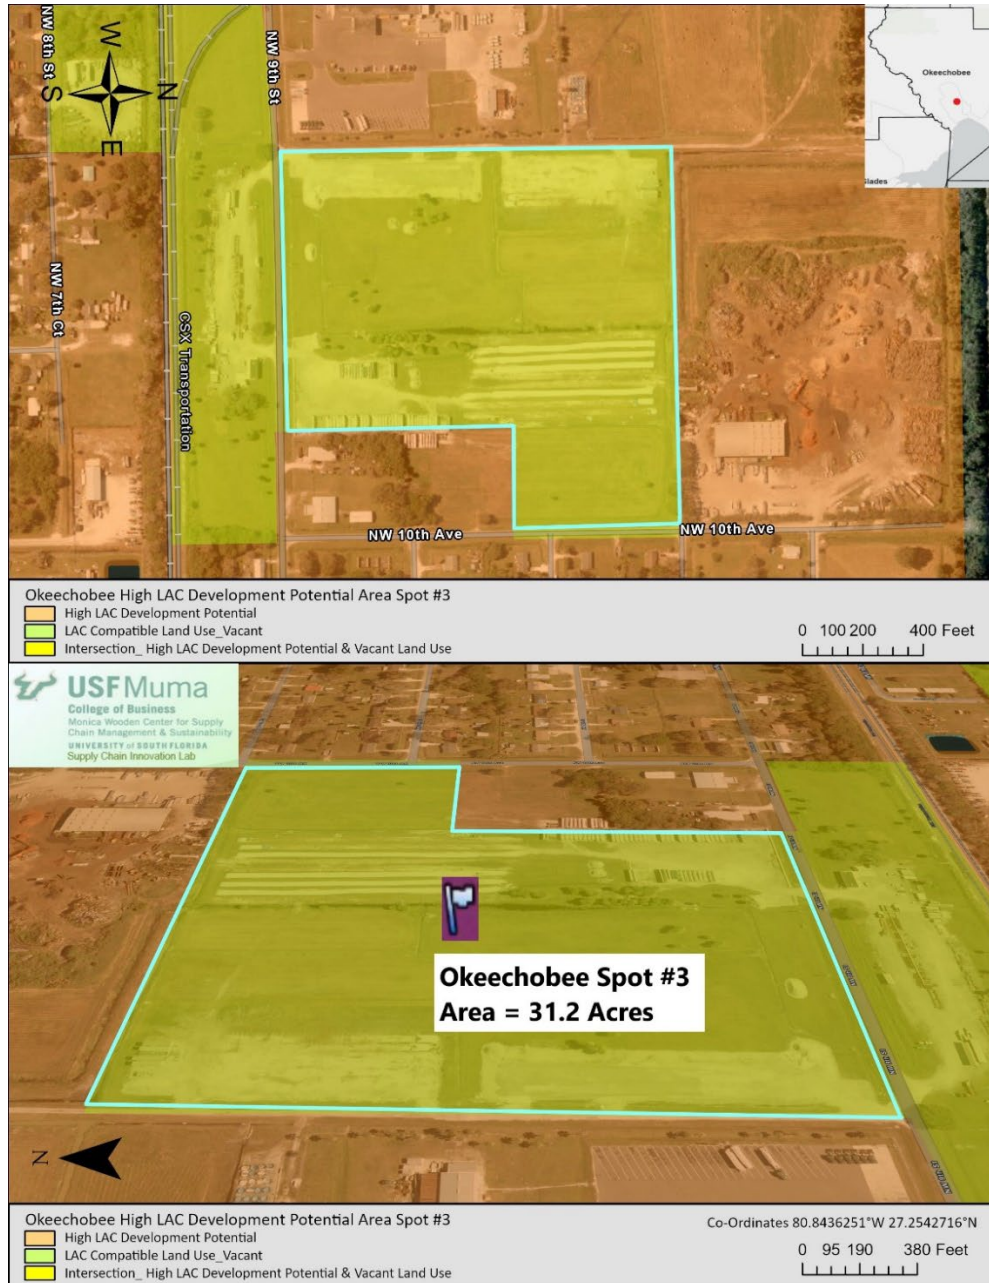 NW 8th St
W
N
S
E
NW 9th St
Okeechobee
NW 7th Ct
CSX Transportation
NW 10th Ave
NW 10th Ave
Okeechobee High LAC Development Potential Area Spot #3
High LAC Development Potential
LAC Compatible Land Use_Vacant
Intersection_ High LAC Development Potential & Vacant Land Use
0 100 200 400 Feet
USF Muma
College of Business
Monica Wooden Center for Supply
Chain Management & Sustainability
UNIVERSITY of SOUTH FLORIDA
Supply Chain Innovation Lab
Okeechobee Spot #3
Area = 31.2 Acres
N
Okeechobee High LAC Development Potential Area Spot #3
High LAC Development Potential
LAC Compatible Land Use_Vacant
Intersection_ High LAC Development Potential & Vacant Land Use
Co-Ordinates 80.8436251°W 27.2542716°N
0 95 190 380 Feet